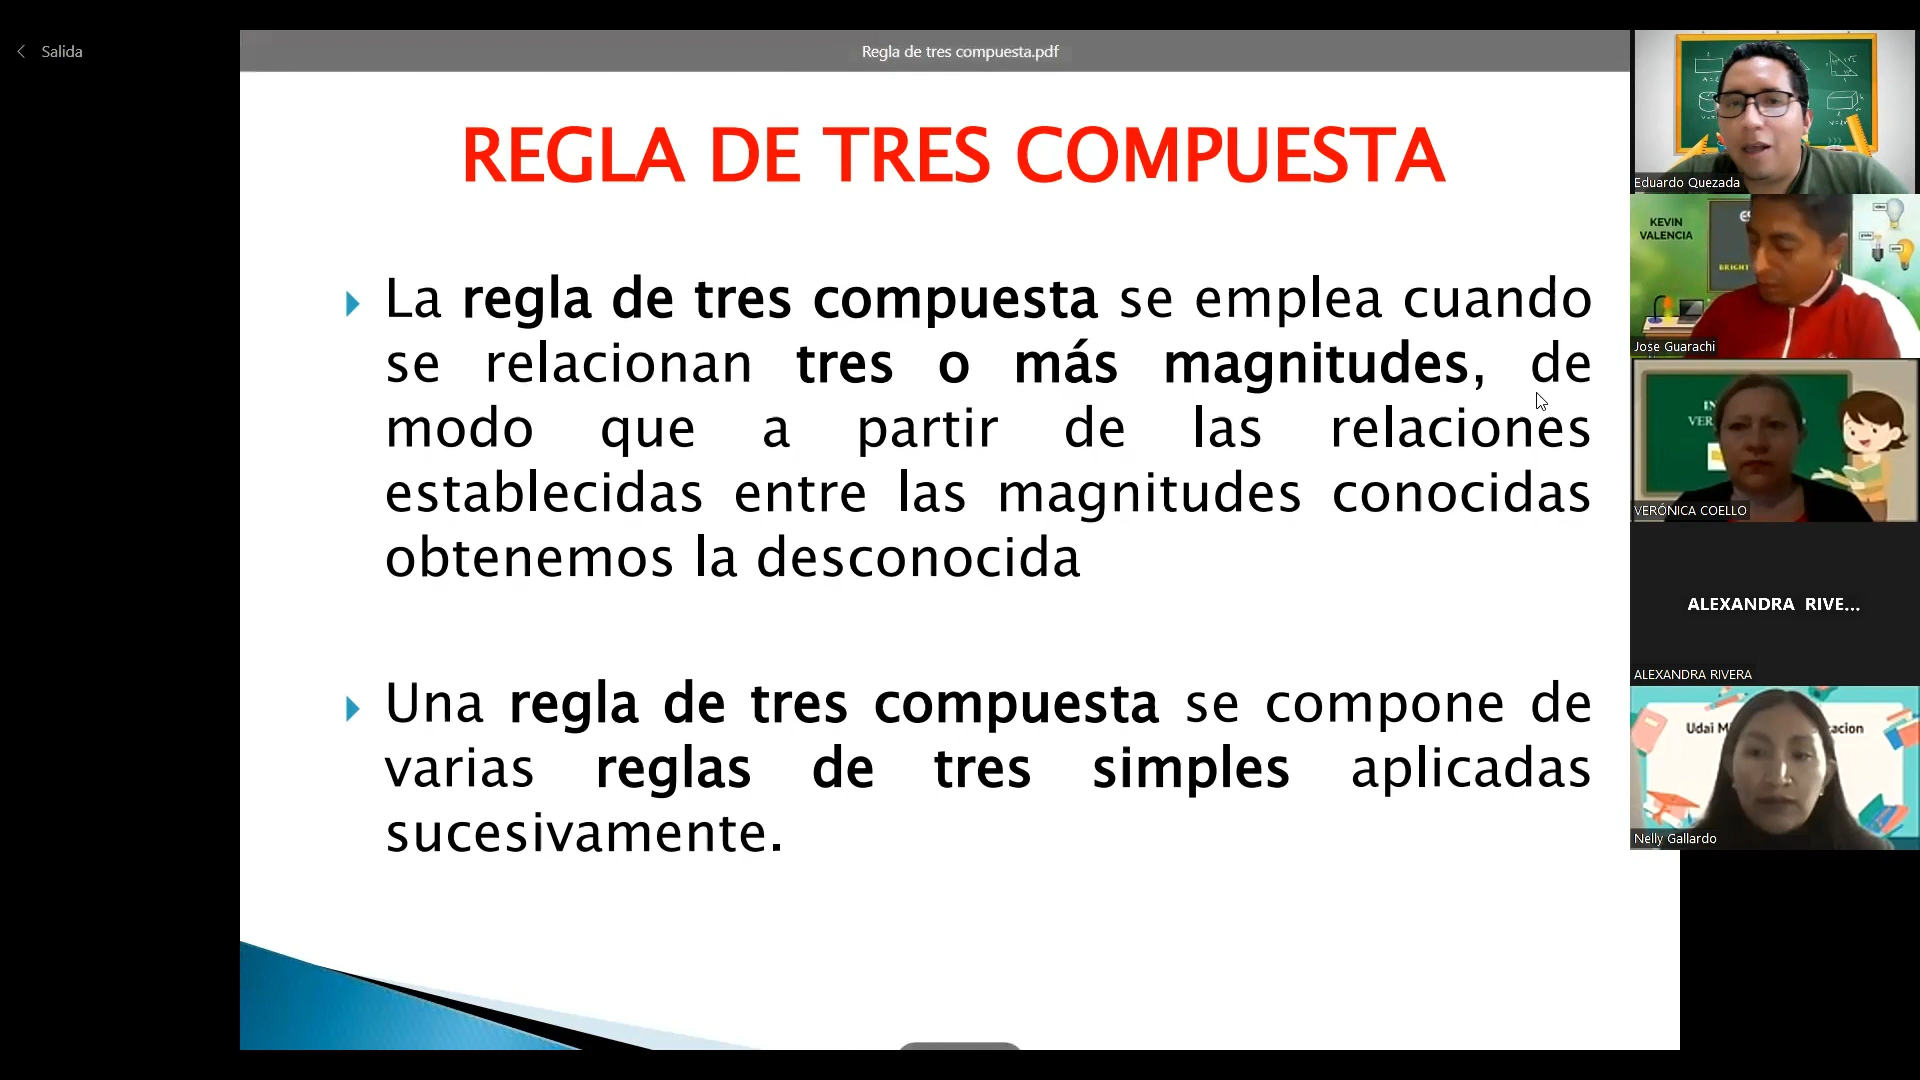 Salida
Regla de tres compuesta.pdf
REGLA DE TRES COMPUESTA
La regla de tres compuesta se emplea cuando
se relacionan tres o más magnitudes, de
modo que a partir de las relaciones
establecidas entre las magnitudes conocidas
obtenemos la desconocida
Una regla de tres compuesta se compone de
varias reglas de tres simples aplicadas
sucesivamente.
Eduardo Quezada
KEVIN
VALENCIA
BRIGHT
Jose Guarachi
VERÓNICA COELLO
ALEXANDRA RIVE...
ALEXANDRA RIVERA
Udai
Nelly Gallardo